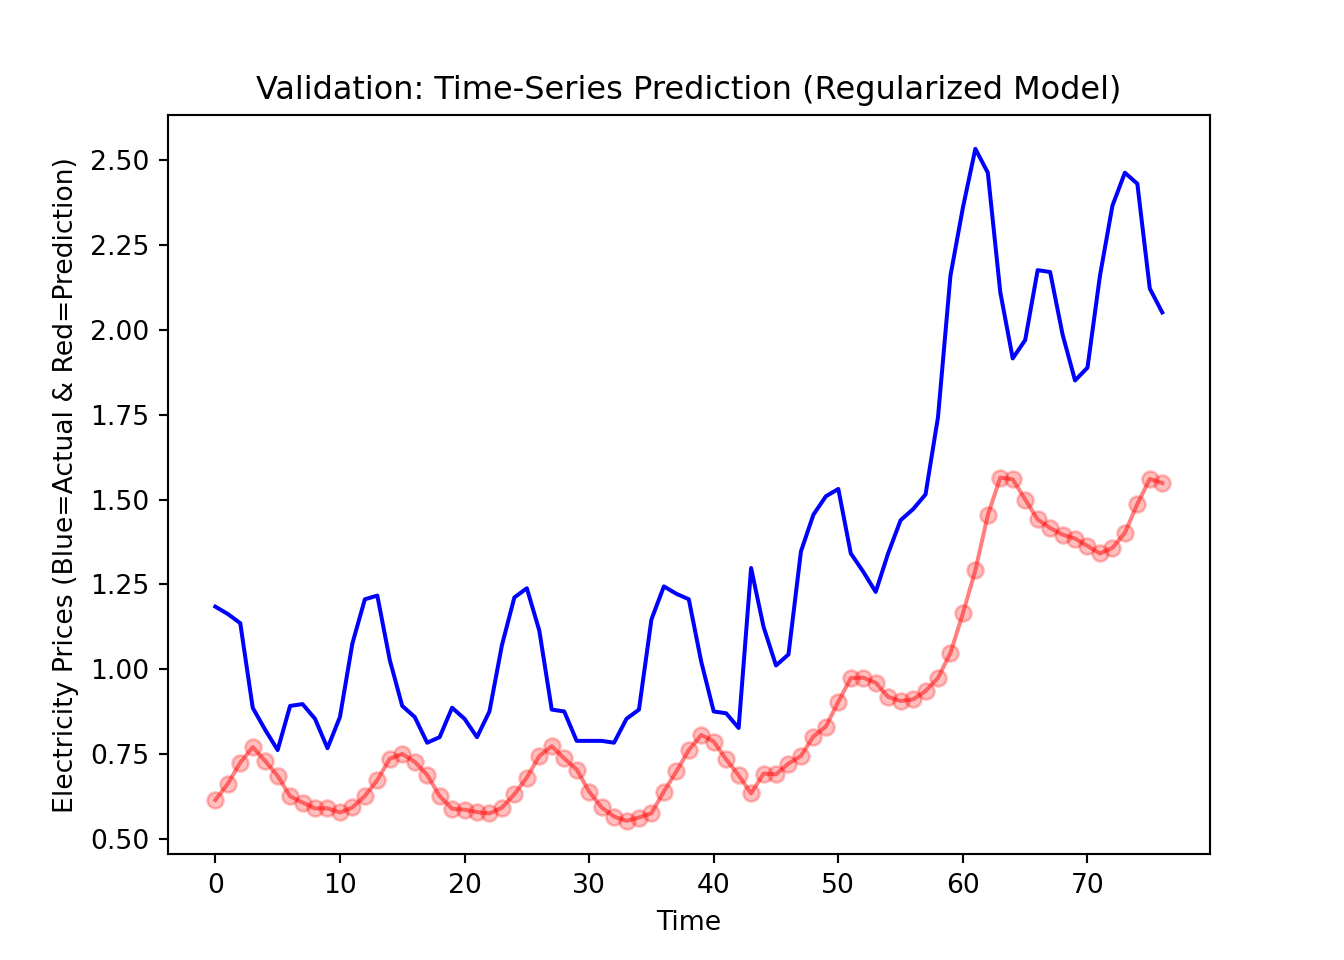 Validation: Time-Series Prediction (Regularized Model)
Electricity Prices (Blue=Actual & Red=Prediction)
2.50
2.25
2.00
1.75
1.50
1.25
1.00
0.75
0.50
0 10 20 30 40 50 60 70
Time